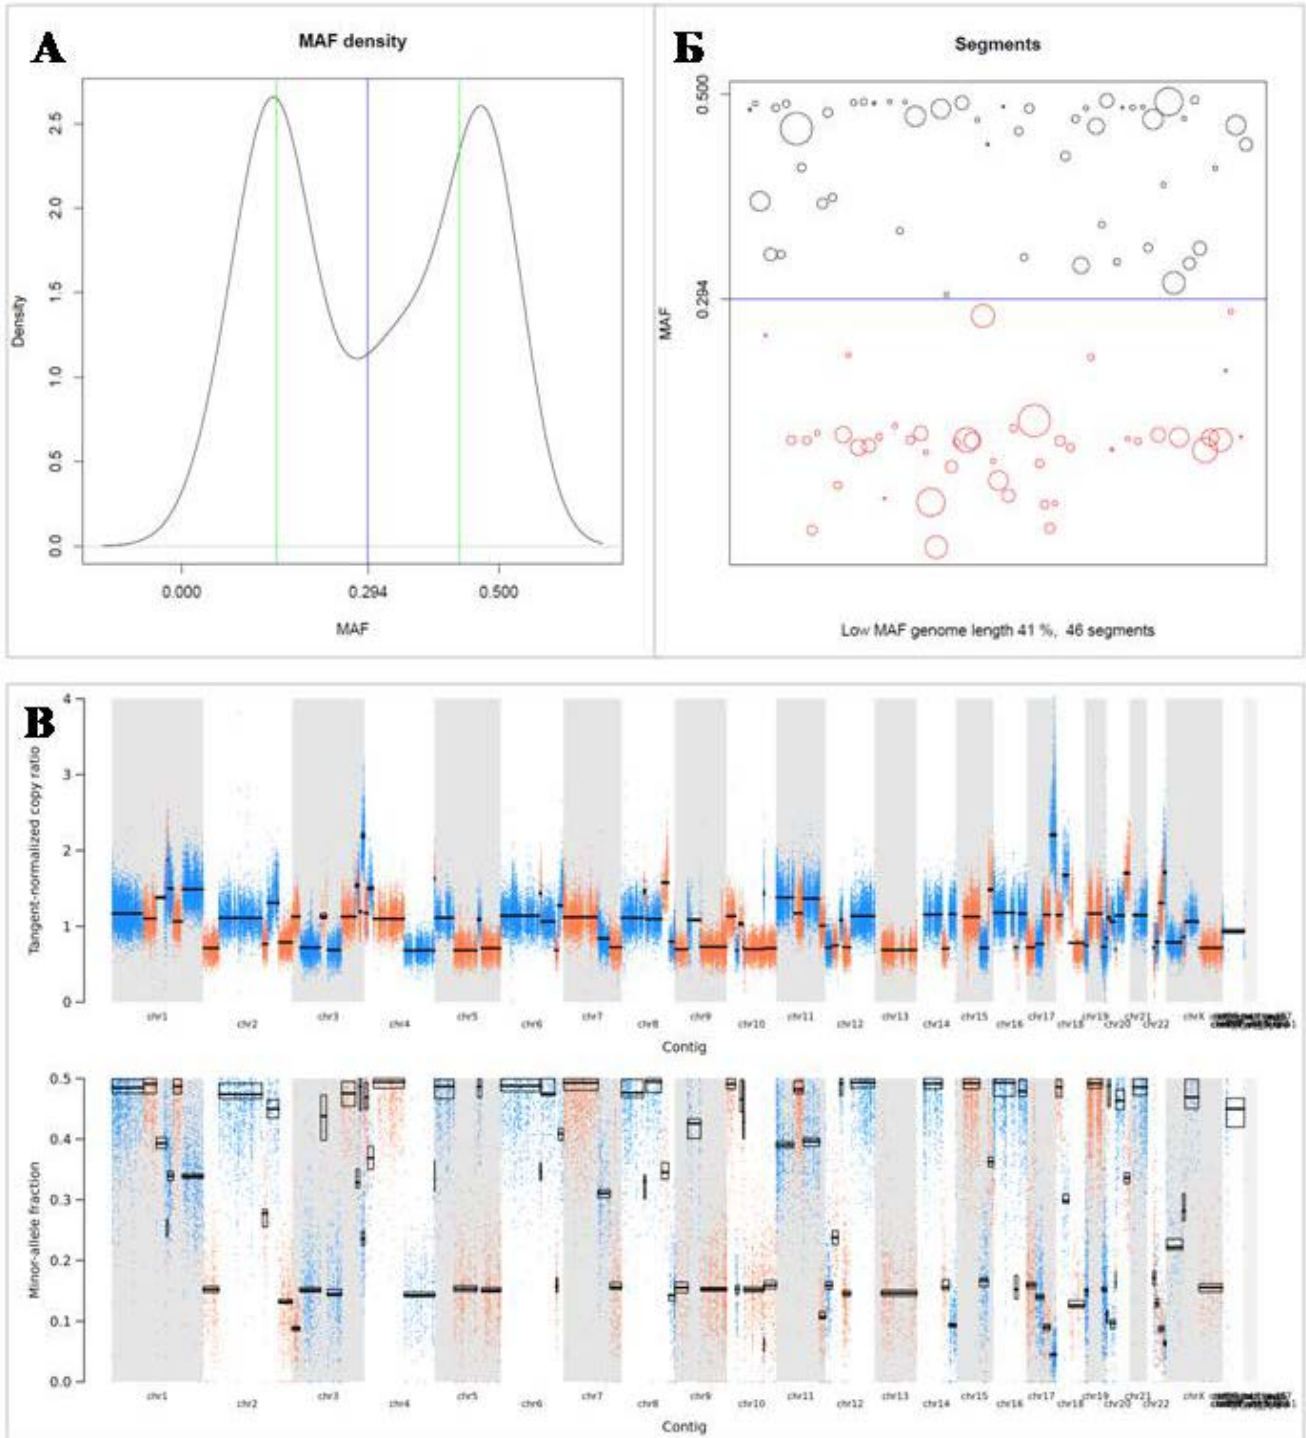 А
MAF density
Density
0.0
0.5
1.0
1.5
2.0
2.5
0.000
0.294
0.500
MAF
Б
Segments
MAF
0.500
0.294
Low MAF genome length 41 %, 46 segments
В
Tangent-normalized copy ratio
4
3
2
1
0
chr1
chr2
chr3
chr4
chr5
chr6
chr7
chr8
chr9
chr10
chr11
chr12
chr13
chr14
chr15
chr16
chr17
chr18
chr19
chr20
chr21
chr22
chrX
Contig
Minor-allele fraction
0.5
0.4
0.3
0.2
0.1
0.0
chr1
chr2
chr3
chr4
chr5
chr6
chr7
chr8
chr9
chr10
chr11
chr12
chr13
chr14
chr15
chr16
chr17
chr18
chr19
chr20
chr21
chr22
chrX
Contig